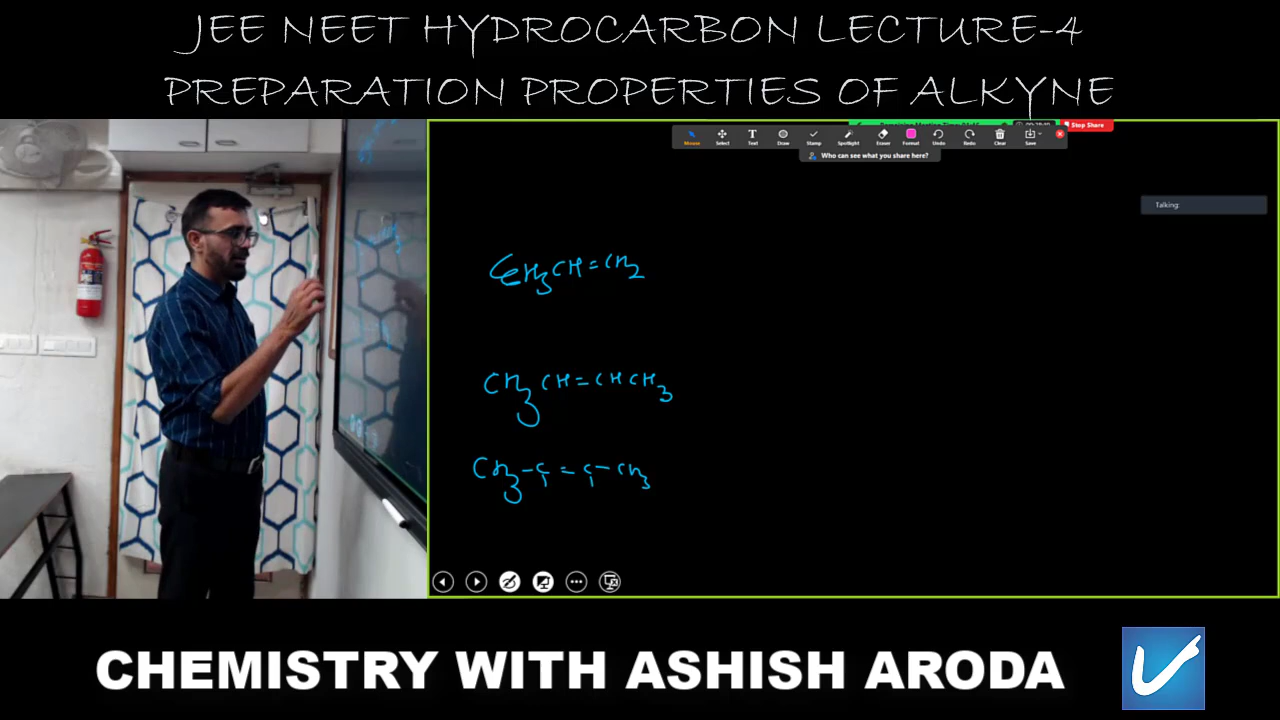 JEE NEET HYDROCARBON LECTURE-4
PREPARATION PROPERTIES OF ALKYNE
Stop Share
Mouse Select Text Draw Stamp Spotlight Eraser Format Undo Redo Clear Save
Who can see what you share here?
Talking:
CH3CH=CH2
CH3CH=CHCH3
CH3-C=C-CH3
CHEMISTRY WITH ASHISH ARODA